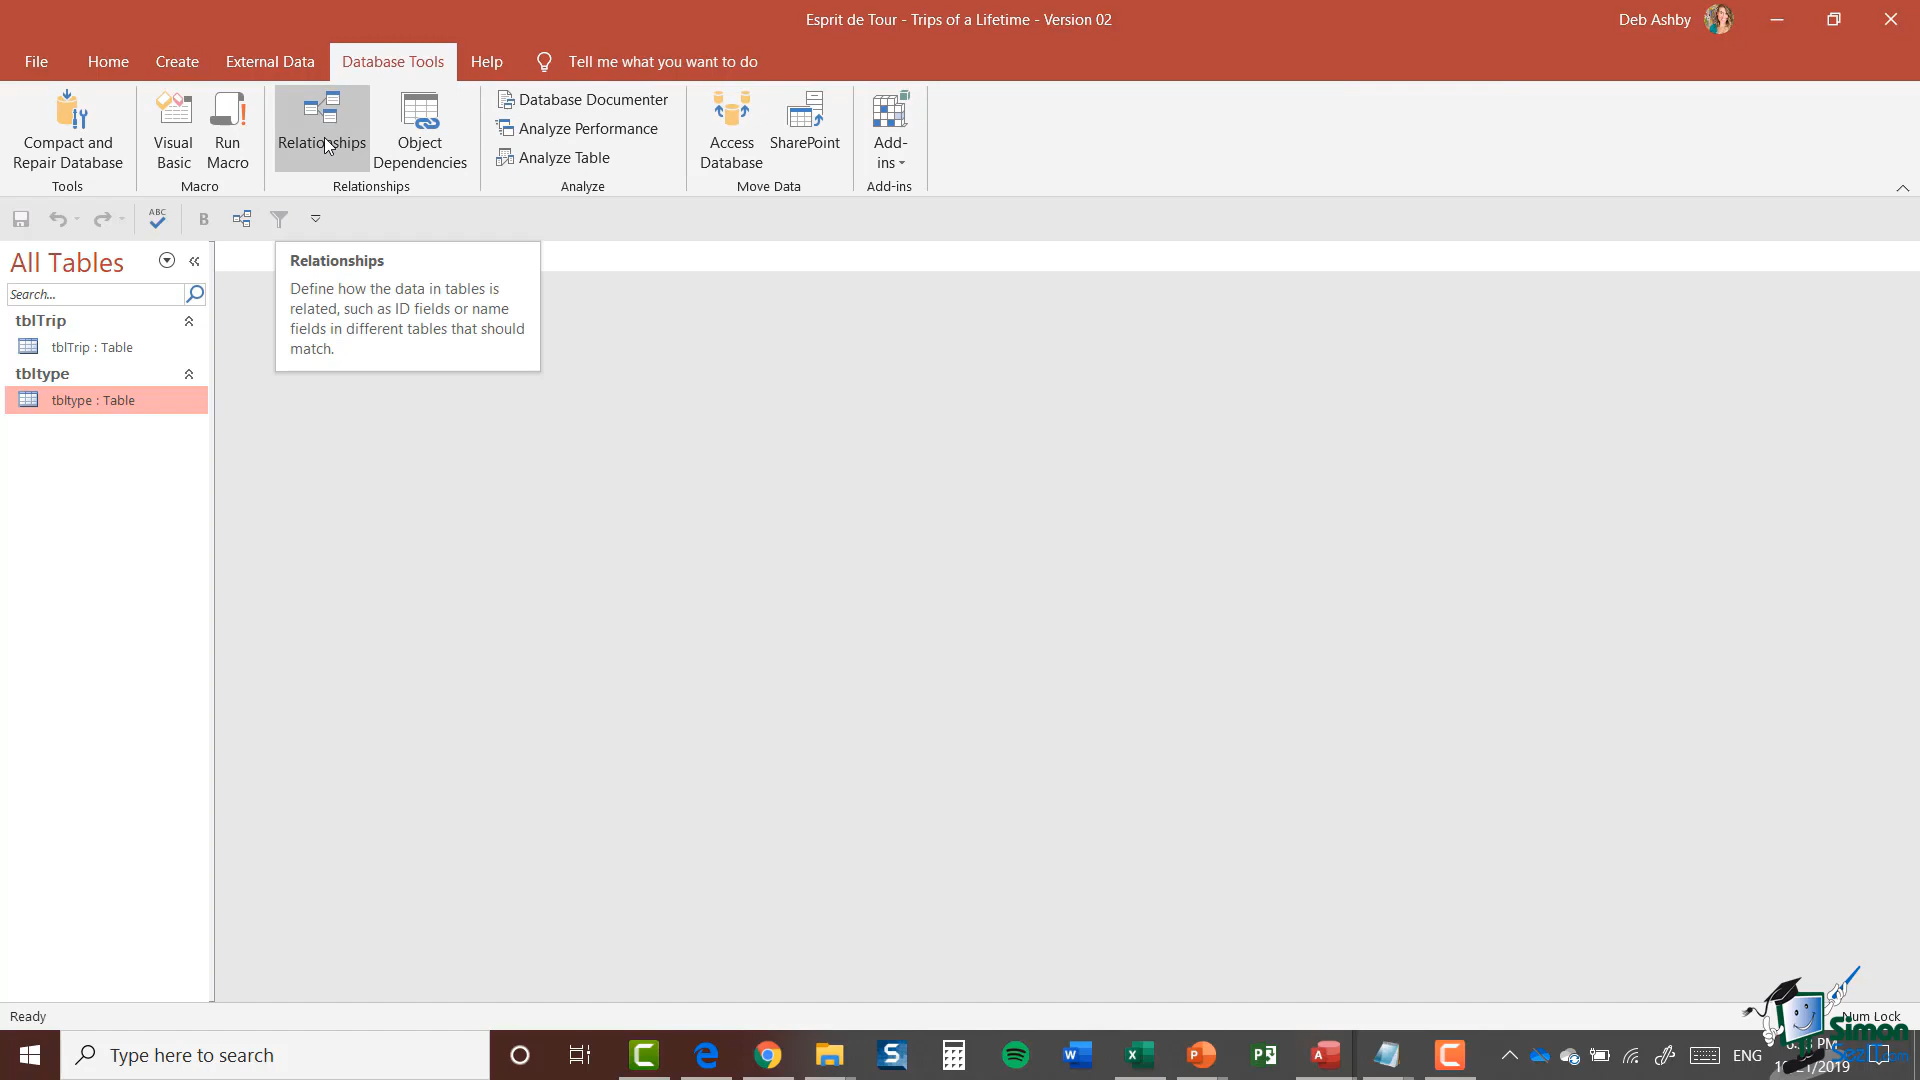 Esprit de Tour - Trips of a Lifetime - Version 02
Deb Ashby
File Home Create External Data Database Tools Help Tell me what you want to do
Compact and
Repair Database
Tools
Visual
Basic
Run
Macro
Macro
Relationships
Object
Dependencies
Relationships
Database Documenter
Analyze Performance
Analyze Table
Analyze
Access
Database
SharePoint
Move Data
Add-
ins
Add-ins
ABC
B
All Tables
Search...
tblTrip
tblTrip : Table
tbltype
tbltype : Table
Relationships
Define how the data in tables is
related, such as ID fields or name
fields in different tables that should
match.
Ready
Num Lock
Type here to search
ENG
Simon
SezIT.com